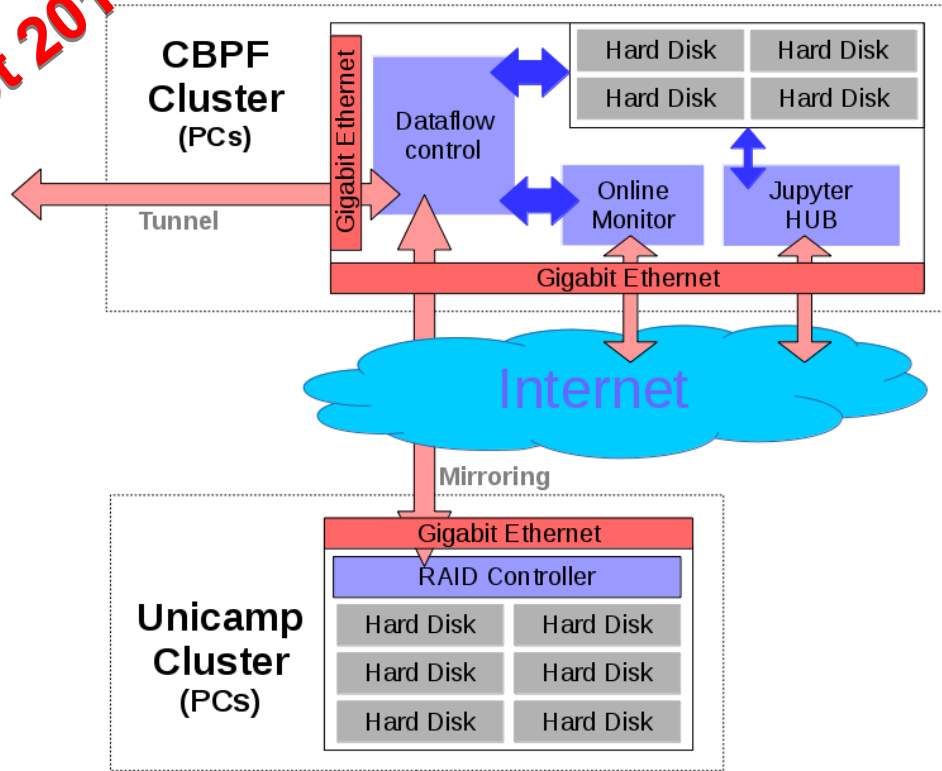 t 201
CBPF
Cluster
(PCs)
Gigabit Ethernet
Dataflow
control
Hard Disk
Hard Disk
Hard Disk
Hard Disk
Online
Monitor
Jupyter
HUB
Tunnel
Gigabit Ethernet
Internet
Mirroring
Unicamp
Cluster
(PCs)
Gigabit Ethernet
RAID Controller
Hard Disk
Hard Disk
Hard Disk
Hard Disk
Hard Disk
Hard Disk